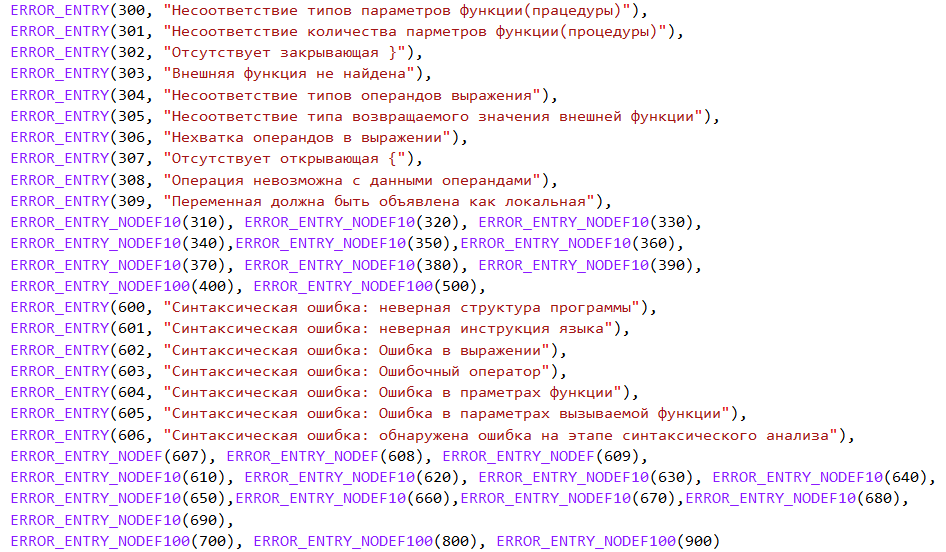 ERROR_ENTRY(300, "Несоответствие типов параметров функции(працедуры)"),
ERROR_ENTRY(301, "Несоответствие количества парметров функции(процедуры)"),
ERROR_ENTRY(302, "Отсутствует закрывающая }"),
ERROR_ENTRY(303, "Внешняя функция не найдена"),
ERROR_ENTRY(304, "Несоответствие типов операндов выражения"),
ERROR_ENTRY(305, "Несоответствие типа возвращаемого значения внешней функции"),
ERROR_ENTRY(306, "Нехватка операндов в выражении"),
ERROR_ENTRY(307, "Отсутствует открывающая {"),
ERROR_ENTRY(308, "Операция невозможна с данными операндами"),
ERROR_ENTRY(309, "Переменная должна быть объявлена как локальная"),
ERROR_ENTRY_NODEF10(310), ERROR_ENTRY_NODEF10(320), ERROR_ENTRY_NODEF10(330),
ERROR_ENTRY_NODEF10(340),ERROR_ENTRY_NODEF10(350),ERROR_ENTRY_NODEF10(360),
ERROR_ENTRY_NODEF10(370), ERROR_ENTRY_NODEF10(380), ERROR_ENTRY_NODEF10(390),
ERROR_ENTRY_NODEF100(400), ERROR_ENTRY_NODEF100(500),
ERROR_ENTRY(600, "Синтаксическая ошибка: неверная структура программы"),
ERROR_ENTRY(601, "Синтаксическая ошибка: неверная инструкция языка"),
ERROR_ENTRY(602, "Синтаксическая ошибка: Ошибка в выражении"),
ERROR_ENTRY(603, "Синтаксическая ошибка: Ошибочный оператор"),
ERROR_ENTRY(604, "Синтаксическая ошибка: Ошибка в праметрах функции"),
ERROR_ENTRY(605, "Синтаксическая ошибка: Ошибка в параметрах вызываемой функции"),
ERROR_ENTRY(606, "Синтаксическая ошибка: обнаружена ошибка на этапе синтаксического анализа"),
ERROR_ENTRY_NODEF(607), ERROR_ENTRY_NODEF(608), ERROR_ENTRY_NODEF(609),
ERROR_ENTRY_NODEF10(610), ERROR_ENTRY_NODEF10(620), ERROR_ENTRY_NODEF10(630), ERROR_ENTRY_NODEF10(640),
ERROR_ENTRY_NODEF10(650),ERROR_ENTRY_NODEF10(660),ERROR_ENTRY_NODEF10(670),ERROR_ENTRY_NODEF10(680),
ERROR_ENTRY_NODEF10(690),
ERROR_ENTRY_NODEF100(700), ERROR_ENTRY_NODEF100(800), ERROR_ENTRY_NODEF100(900)